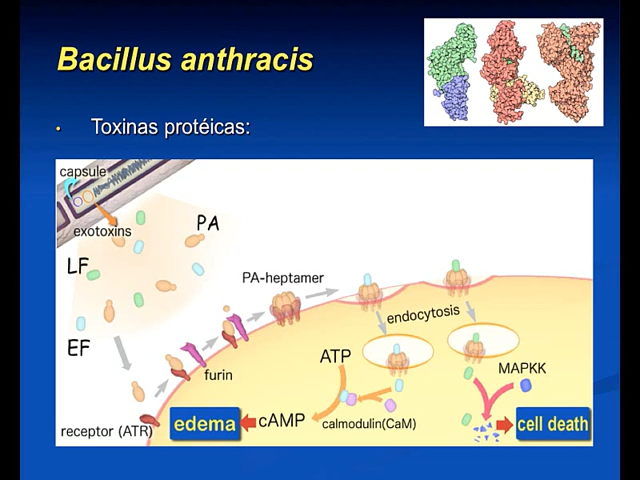 Bacillus anthracis
• Toxinas protéicas:
capsule
exotoxins
PA
LF
EF
PA-heptamer
endocytosis
furin
ATP
MAPKK
receptor (ATR)
edema
cAMP
calmodulin(CaM)
cell death